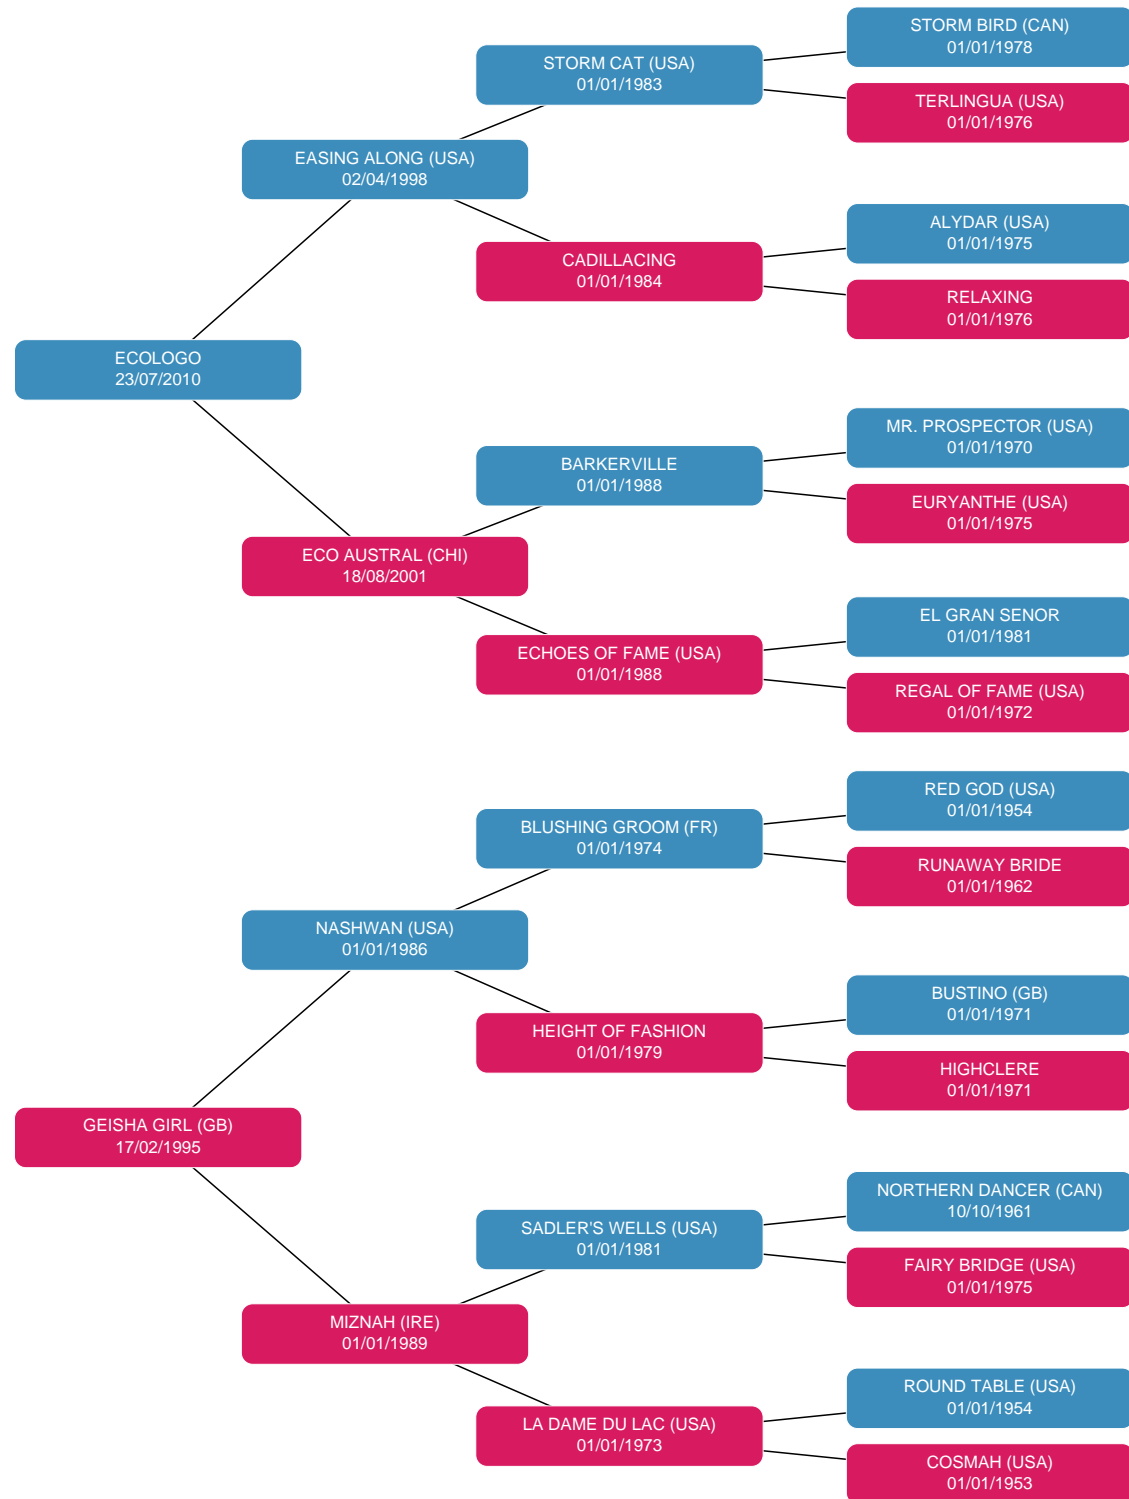 STORM BIRD (CAN)
01/01/1978
STORM CAT (USA)
01/01/1983
TERLINGUA (USA)
01/01/1976
EASING ALONG (USA)
02/04/1998
ALYDAR (USA)
01/01/1975
CADILLACING
01/01/1984
RELAXING
01/01/1976
ECOLOGO
23/07/2010
MR. PROSPECTOR (USA)
01/01/1970
BARKERVILLE
01/01/1988
EURYANTHE (USA)
01/01/1975
ECO AUSTRAL (CHI)
18/08/2001
EL GRAN SENOR
01/01/1981
ECHOES OF FAME (USA)
01/01/1988
REGAL OF FAME (USA)
01/01/1972
RED GOD (USA)
01/01/1954
BLUSHING GROOM (FR)
01/01/1974
RUNAWAY BRIDE
01/01/1962
NASHWAN (USA)
01/01/1986
BUSTINO (GB)
01/01/1971
HEIGHT OF FASHION
01/01/1979
HIGHCLERE
01/01/1971
GEISHA GIRL (GB)
17/02/1995
NORTHERN DANCER (CAN)
10/10/1961
SADLER'S WELLS (USA)
01/01/1981
FAIRY BRIDGE (USA)
01/01/1975
MIZNAH (IRE)
01/01/1989
ROUND TABLE (USA)
01/01/1954
LA DAME DU LAC (USA)
01/01/1973
COSMAH (USA)
01/01/1953